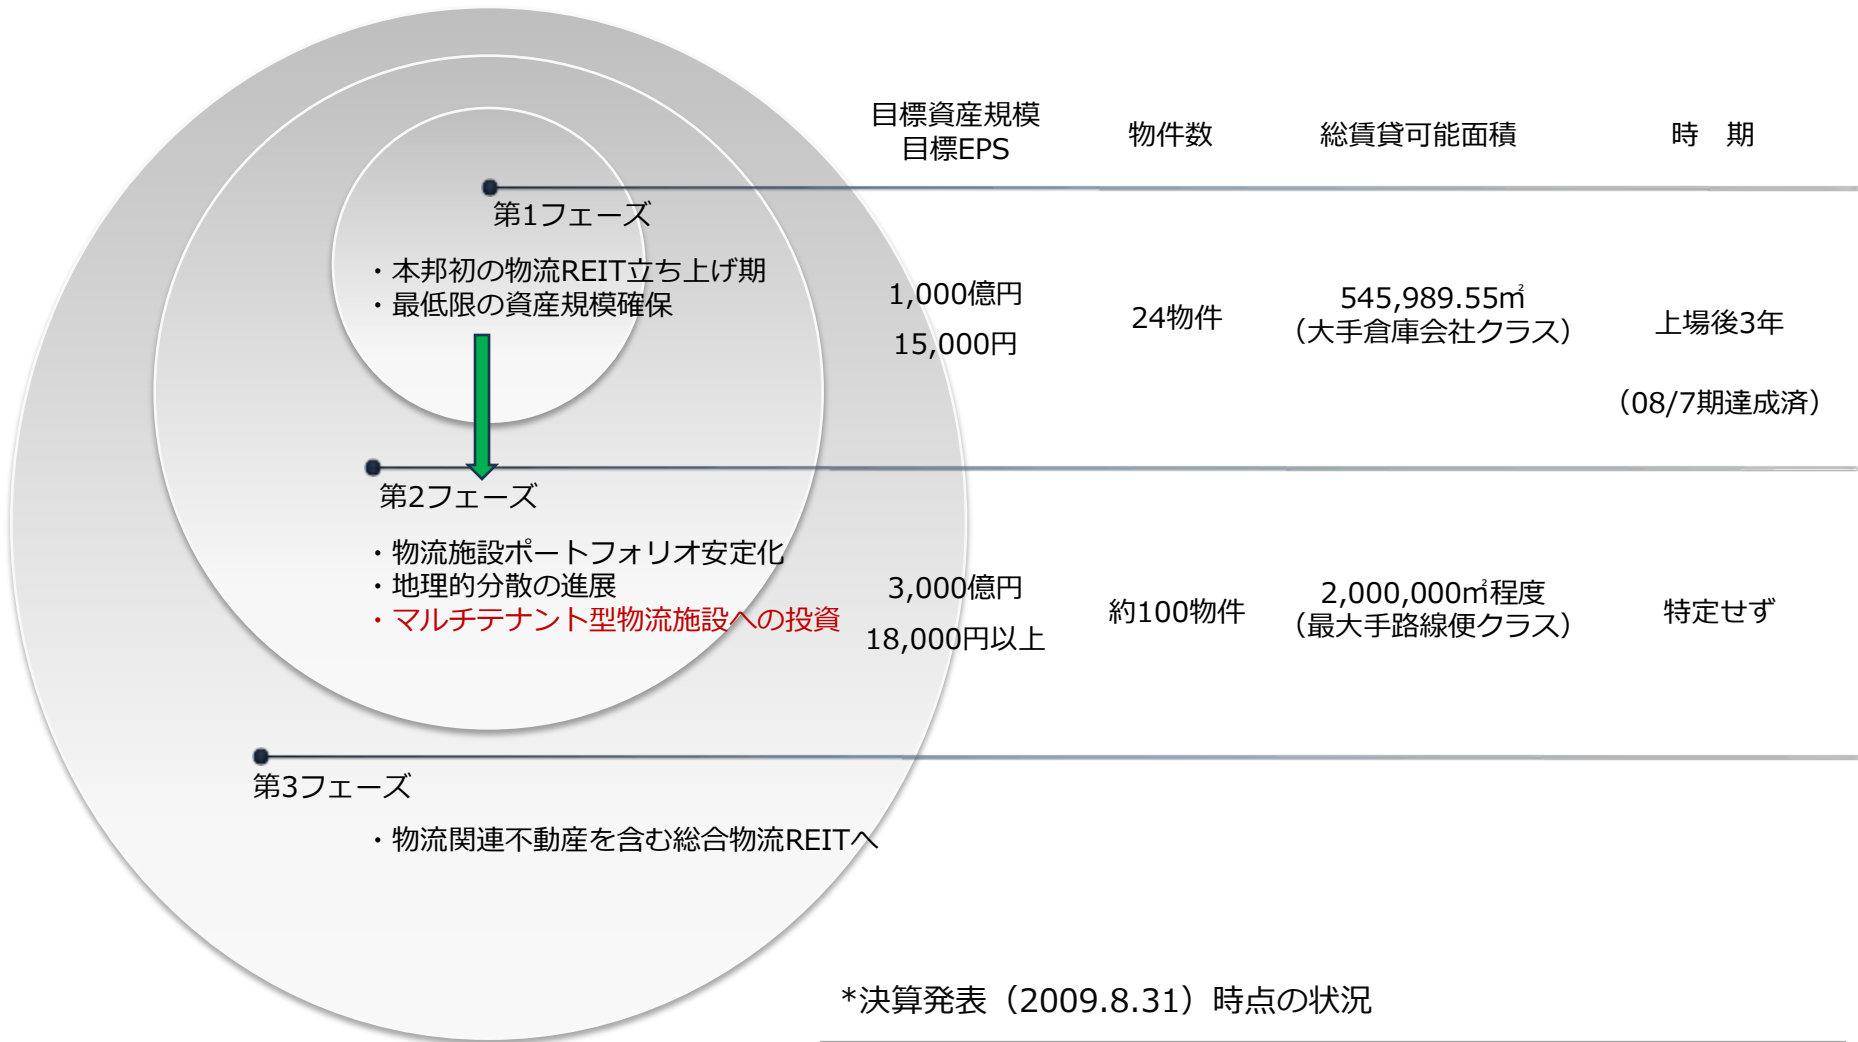 目標資産規模
目標EPS
物件数
総賃貸可能面積
時　期
第1フェーズ
・本邦初の物流REIT立ち上げ期
・最低限の資産規模確保
1,000億円
15,000円
24物件
545,989.55㎡
（大手倉庫会社クラス）
上場後3年
（08/7期達成済）
第2フェーズ
・物流施設ポートフォリオ安定化
・地理的分散の進展
・マルチテナント型物流施設への投資
3,000億円
18,000円以上
約100物件
2,000,000㎡程度
（最大手路線便クラス）
特定せず
第3フェーズ
・物流関連不動産を含む総合物流REITへ
*決算発表（2009.8.31）時点の状況